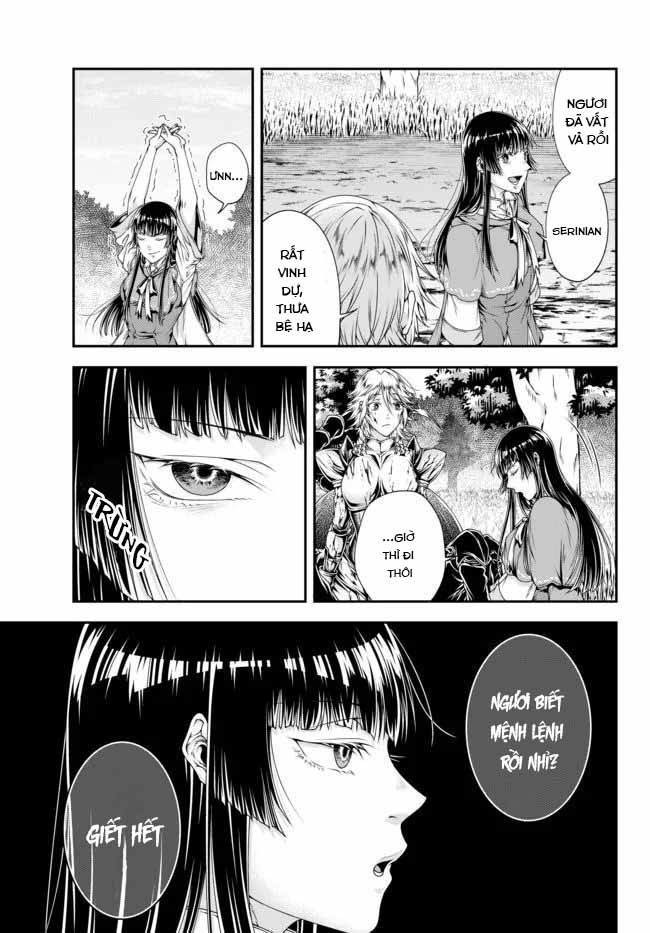 NGƯƠI
ĐÃ VẤT
VẢ RỒI
SERINIAN
RẤT
VINH
DỰ,
THƯA
BỆ HẠ
ƯNN...
...GIỜ
THÌ ĐI
THÔI
TRỪNG
NGƯƠI BIẾT
MỆNH LỆNH
RỒI NHỈ?
GIẾT HẾT